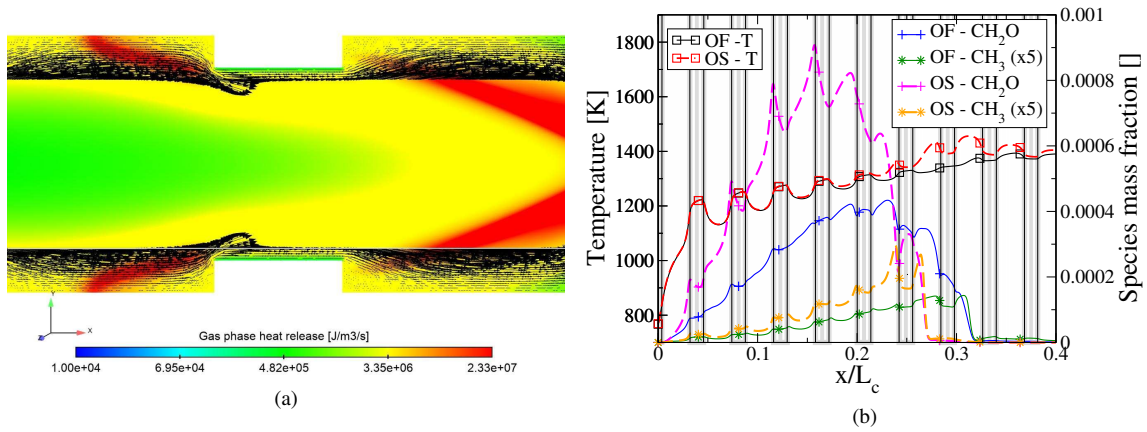 (a)
Y
Z
X
Gas phase heat release [J/m3/s]
1.00e+04 6.95e+04 4.82e+05 3.35e+06 2.33e+07
(a)
OF -T
OS - T
OF - CH2O
OF - CH3 (x5)
OS - CH2O
OS - CH3 (x5)
Temperature [K]
1800
1600
1400
1200
1000
800
0.001
0.0008
0.0006
0.0004
0.0002
0
Species mass fraction []
0 0.1 0.2 0.3 0.4
x/Lc
(b)